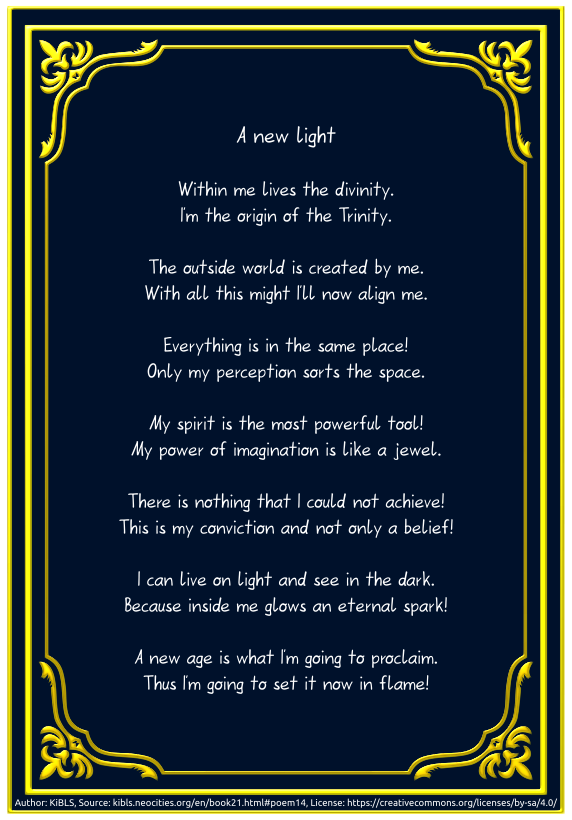 A new light
Within me lives the divinity.
I'm the origin of the Trinity.
The outside world is created by me.
With all this might I'll now align me.
Everything is in the same place!
Only my perception sorts the space.
My spirit is the most powerful tool!
My power of imagination is like a jewel.
There is nothing that I could not achieve!
This is my conviction and not only a belief!
I can live on light and see in the dark.
Because inside me glows an eternal spark!
A new age is what I'm going to proclaim.
Thus I'm going to set it now in flame!
Author: KiBLS, Source: kibls.neocities.org/en/book21.html#poem14, License: https://creativecommons.org/licenses/by-sa/4.0/